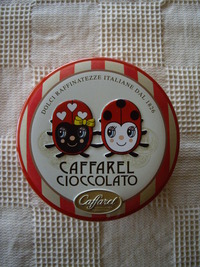 DOLCI RAFFINATEZZE ITALIANE DAL 1826
CAFFAREL
CIOCCOLATO
Caffarel